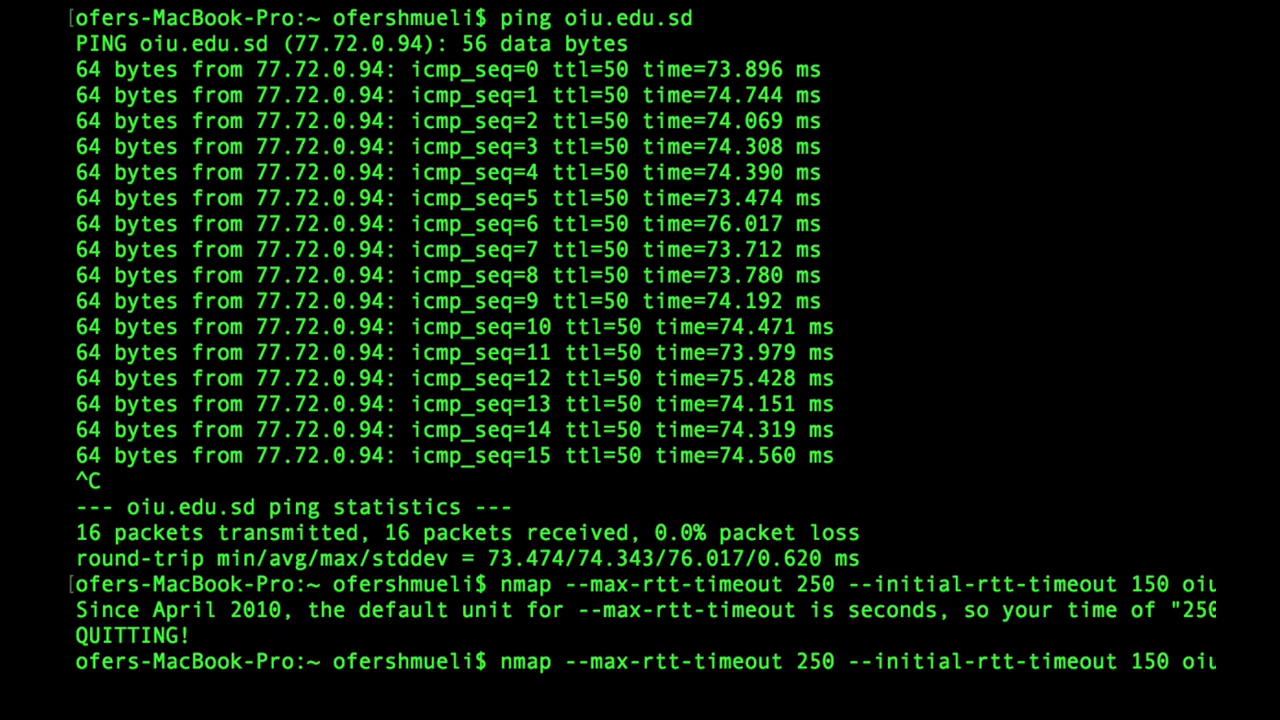 [ofers-MacBook-Pro:~ ofershmueli$ ping oiu.edu.sd
PING oiu.edu.sd (77.72.0.94): 56 data bytes
64 bytes from 77.72.0.94: icmp_seq=0 ttl=50 time=73.896 ms
64 bytes from 77.72.0.94: icmp_seq=1 ttl=50 time=74.744 ms
64 bytes from 77.72.0.94: icmp_seq=2 ttl=50 time=74.069 ms
64 bytes from 77.72.0.94: icmp_seq=3 ttl=50 time=74.308 ms
64 bytes from 77.72.0.94: icmp_seq=4 ttl=50 time=74.390 ms
64 bytes from 77.72.0.94: icmp_seq=5 ttl=50 time=73.474 ms
64 bytes from 77.72.0.94: icmp_seq=6 ttl=50 time=76.017 ms
64 bytes from 77.72.0.94: icmp_seq=7 ttl=50 time=73.712 ms
64 bytes from 77.72.0.94: icmp_seq=8 ttl=50 time=73.780 ms
64 bytes from 77.72.0.94: icmp_seq=9 ttl=50 time=74.192 ms
64 bytes from 77.72.0.94: icmp_seq=10 ttl=50 time=74.471 ms
64 bytes from 77.72.0.94: icmp_seq=11 ttl=50 time=73.979 ms
64 bytes from 77.72.0.94: icmp_seq=12 ttl=50 time=75.428 ms
64 bytes from 77.72.0.94: icmp_seq=13 ttl=50 time=74.151 ms
64 bytes from 77.72.0.94: icmp_seq=14 ttl=50 time=74.319 ms
64 bytes from 77.72.0.94: icmp_seq=15 ttl=50 time=74.560 ms
^C
--- oiu.edu.sd ping statistics ---
16 packets transmitted, 16 packets received, 0.0% packet loss
round-trip min/avg/max/stddev = 73.474/74.343/76.017/0.620 ms
[ofers-MacBook-Pro:~ ofershmueli$ nmap --max-rtt-timeout 250 --initial-rtt-timeout 150 oiu
Since April 2010, the default unit for --max-rtt-timeout is seconds, so your time of "250
QUITTING!
ofers-MacBook-Pro:~ ofershmueli$ nmap --max-rtt-timeout 250 --initial-rtt-timeout 150 oiu